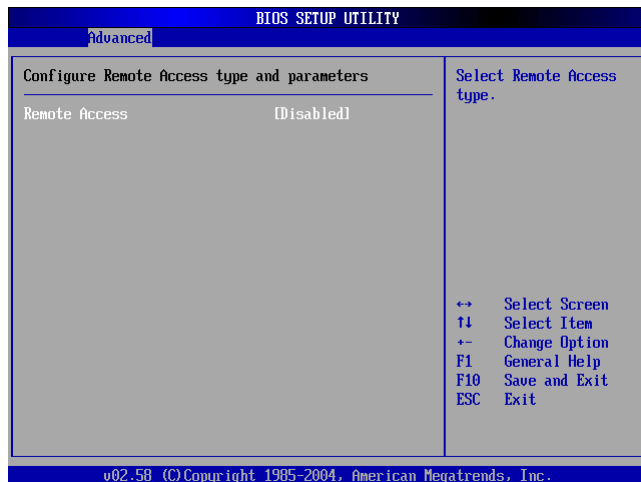 BIOS SETUP UTILITY
Advanced
Configure Remote Access type and parameters
Remote Access [Disabled]
Select Remote Access
type.
↔ Select Screen
↑↓ Select Item
+- Change Option
F1 General Help
F10 Save and Exit
ESC Exit
v02.58 (C)Copyright 1985-2004, American Megatrends, Inc.